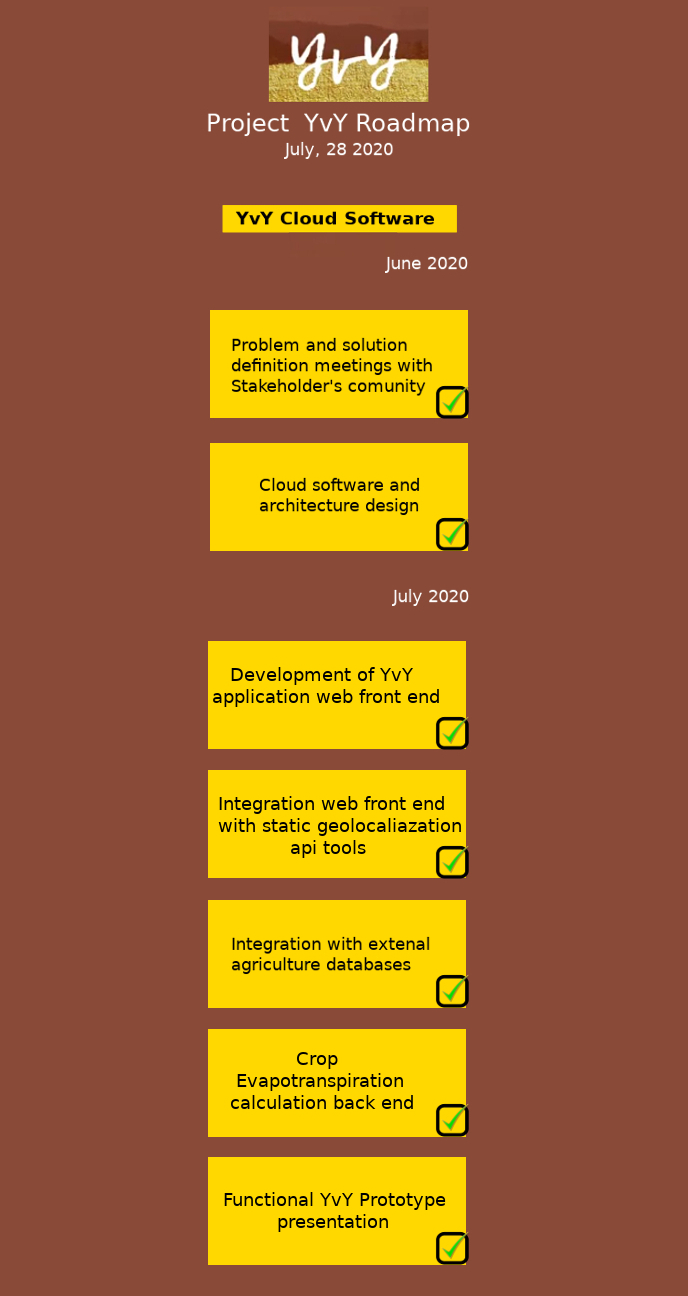 YvY
Project YvY Roadmap
July, 28 2020
YvY Cloud Software
June 2020
Problem and solution
definition meetings with
Stakeholder's comunity
Cloud software and
architecture design
July 2020
Development of YvY
application web front end
Integration web front end
with static geolocaliazation
api tools
Integration with extenal
agriculture databases
Crop
Evapotranspiration
calculation back end
Functional YvY Prototype
presentation